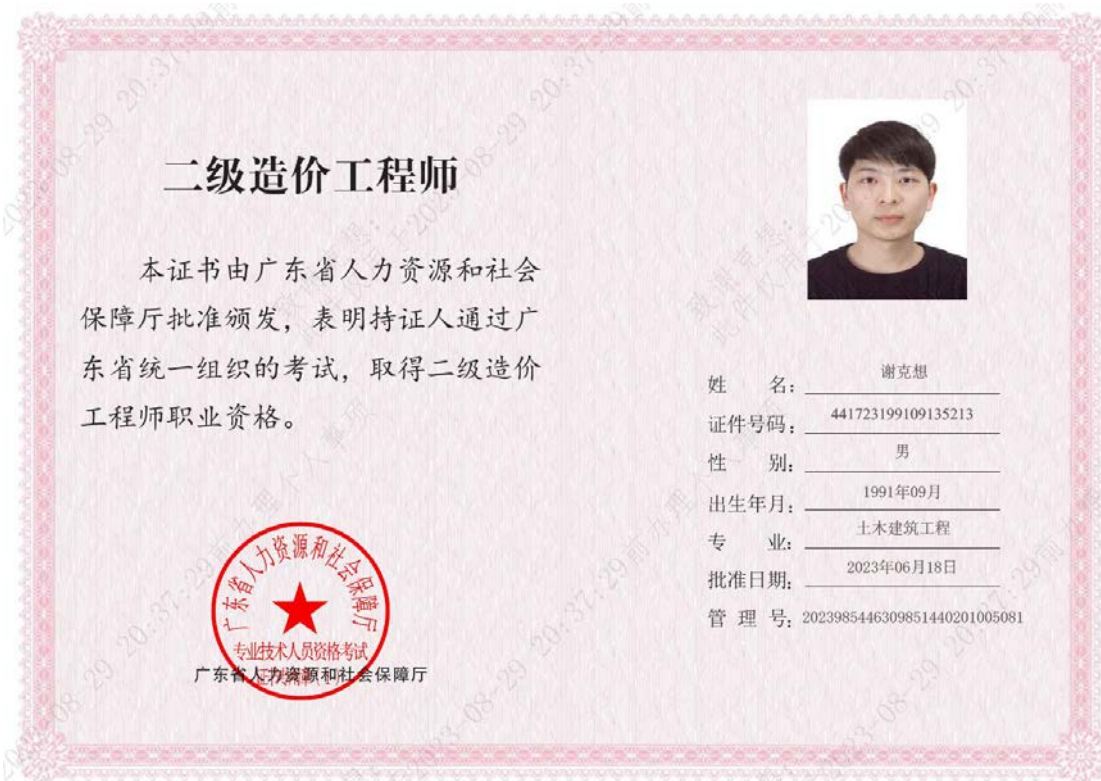 二级造价工程师
本证书由广东省人力资源和社会
保障厅批准颁发，表明持证人通过广
东省统一组织的考试，取得二级造价
工程师职业资格。
广东省人力资源和社会保障厅
专业技术人员资格考试
广东省人力资源和社会保障厅
姓 名：谢克想
证件号码：441723199109135213
性 别：男
出生年月：1991年09月
专 业：土木建筑工程
批准日期：2023年06月18日
管 理 号：20239854463098514402010050​81